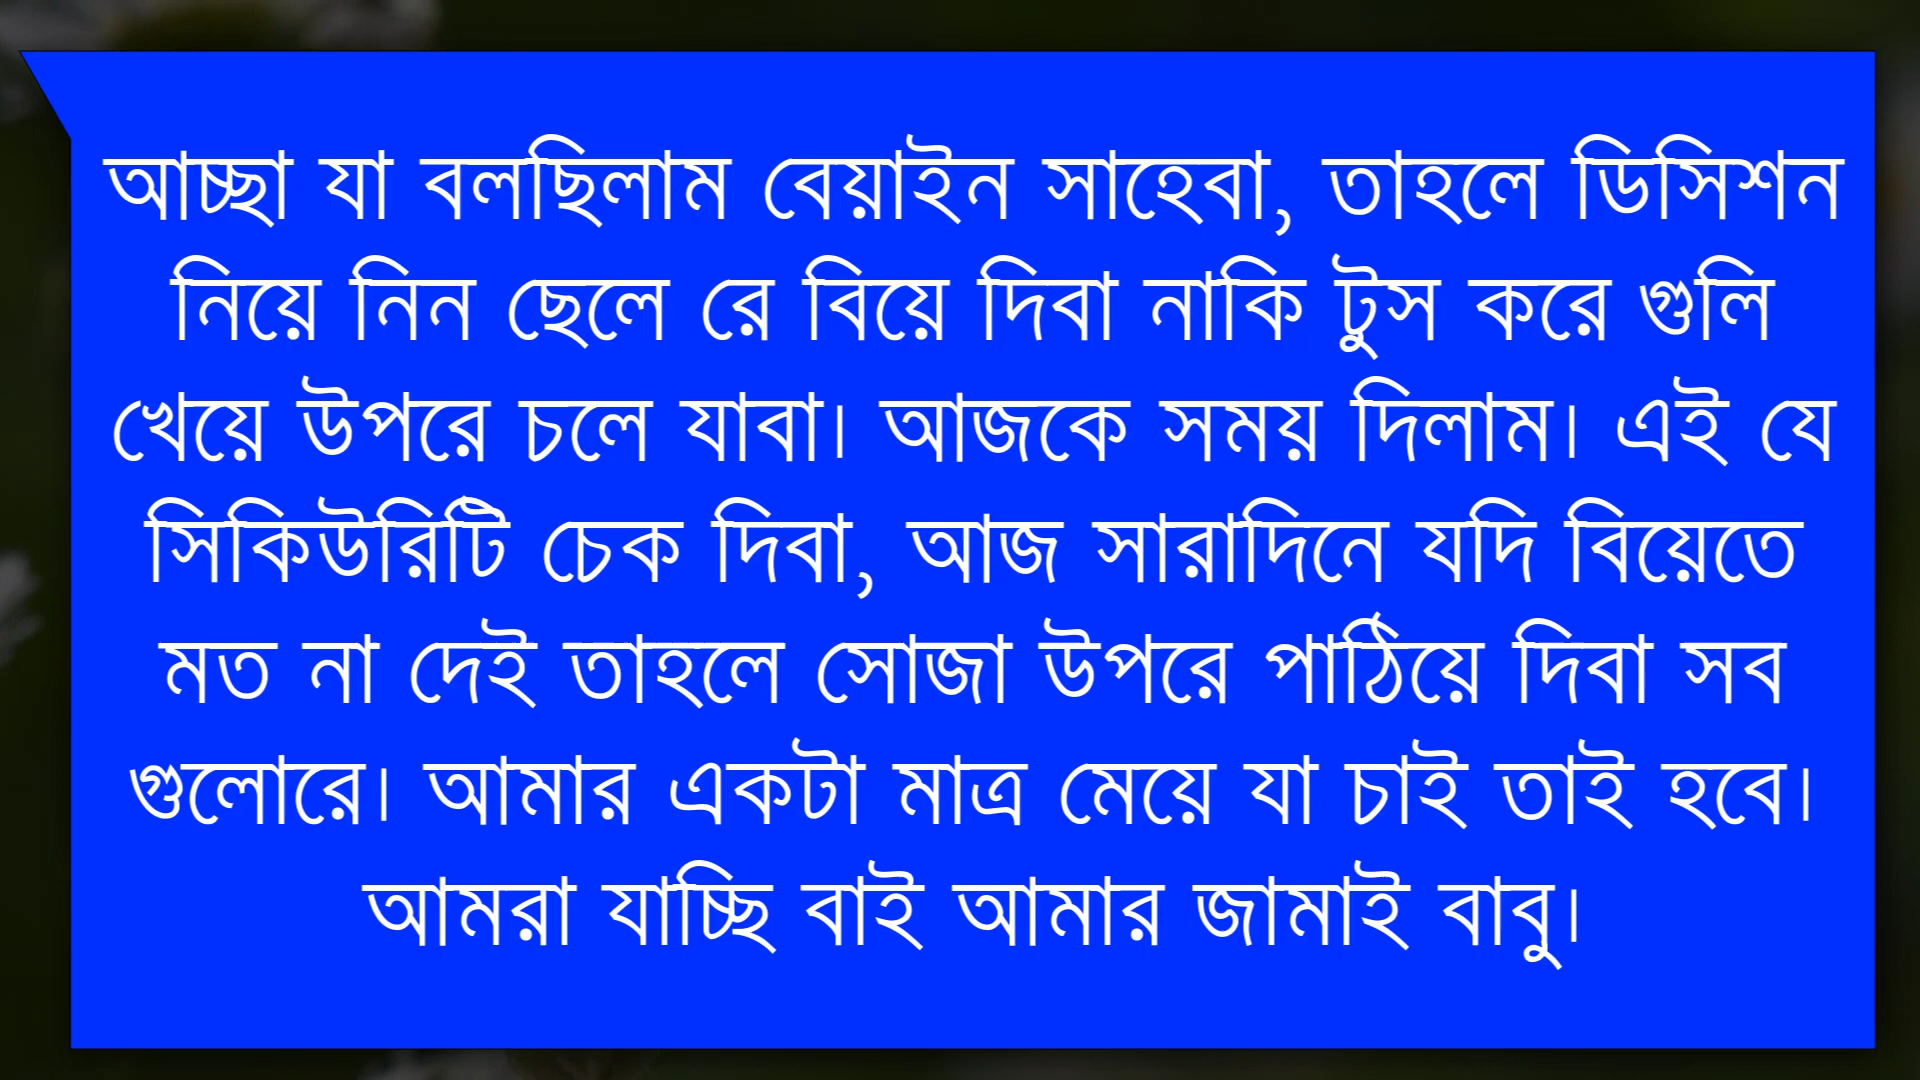 আচ্ছা যা বলছিলাম বেয়াইন সাহেবা, তাহলে ডিসিশন
নিয়ে নিন ছেলে রে বিয়ে দিবা নাকি টুস করে গুলি
খেয়ে উপরে চলে যাবা। আজকে সময় দিলাম। এই যে
সিকিউরিটি চেক দিবা, আজ সারাদিনে যদি বিয়েতে
মত না দেই তাহলে সোজা উপরে পাঠিয়ে দিবা সব
গুলোরে। আমার একটা মাত্র মেয়ে যা চাই তাই হবে।
আমরা যাচ্ছি বাই আমার জামাই বাবু।